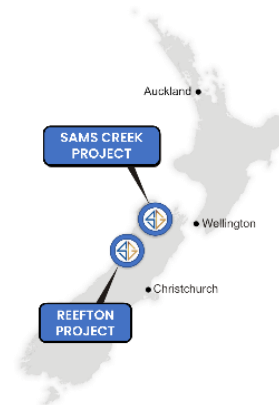 Auckland
SAMS CREEK
PROJECT
Wellington
Christchurch
REEFTON
PROJECT